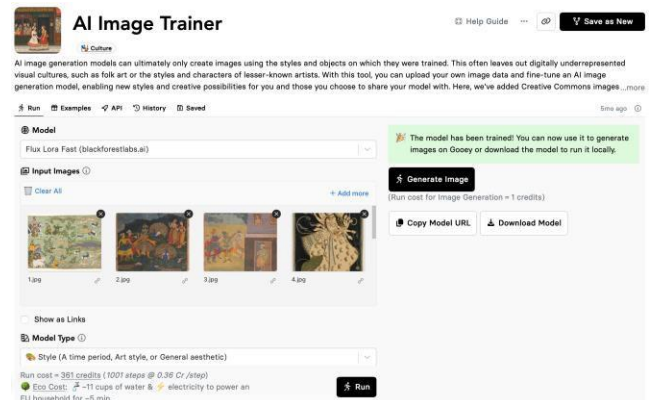 AI Image Trainer
Help Guide
Save as New
Culture
AI image generation models can ultimately only create images using the styles and objects on which they were trained. This often leaves out digitally underrepresented
visual cultures, such as folk art or the styles and characters of lesser-known artists. With this tool, you can upload your own image data and fine-tune an AI image
generation model, enabling new styles and creative possibilities for you and those you choose to share your model with. Here, we've added Creative Commons images ...more
Run Examples API History Saved
5ms ago
Model
Flux Lora Fast (blackforestlabs.ai)
Input Images
Clear All
+ Add more
1.jpg
2.jpg
3.jpg
4.jpg
Show as Links
Model Type
Style (A time period, Art style, or General aesthetic)
Run cost = 361 credits (1001 steps @ 0.36 Cr /step)
Eco Cost: ~11 cups of water & ⚡ electricity to power an
EU household for ~5 min
Run
The model has been trained! You can now use it to generate
images on Gooey or download the model to run it locally.
Generate Image
(Run cost for Image Generation = 1 credits)
Copy Model URL
Download Model